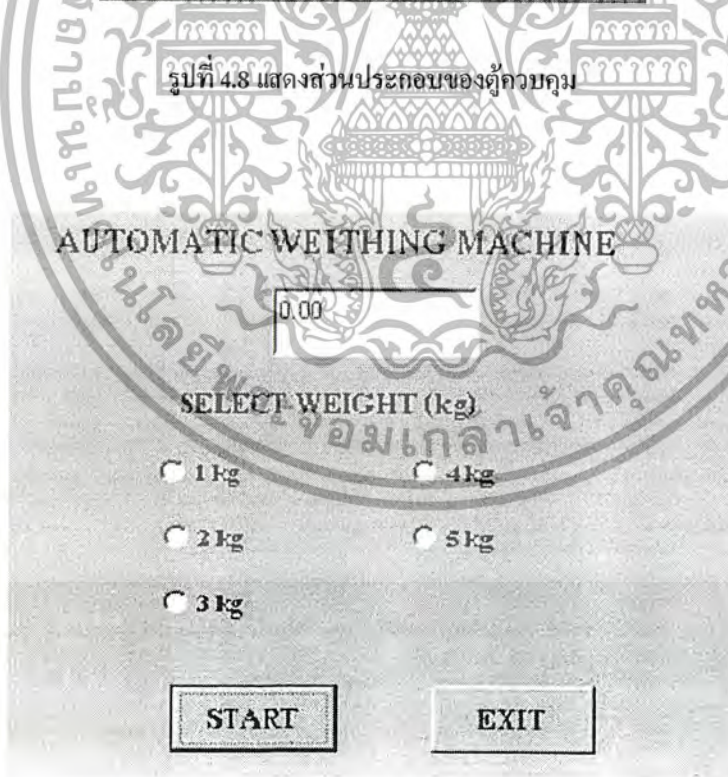 รูปที่ 4.8 แสดงส่วนประกอบของตู้ควบคุม
AUTOMATIC WEITHING MACHINE
0.00
SELECT WEIGHT (kg)
1 kg
4 kg
2 kg
5 kg
3 kg
START
EXIT